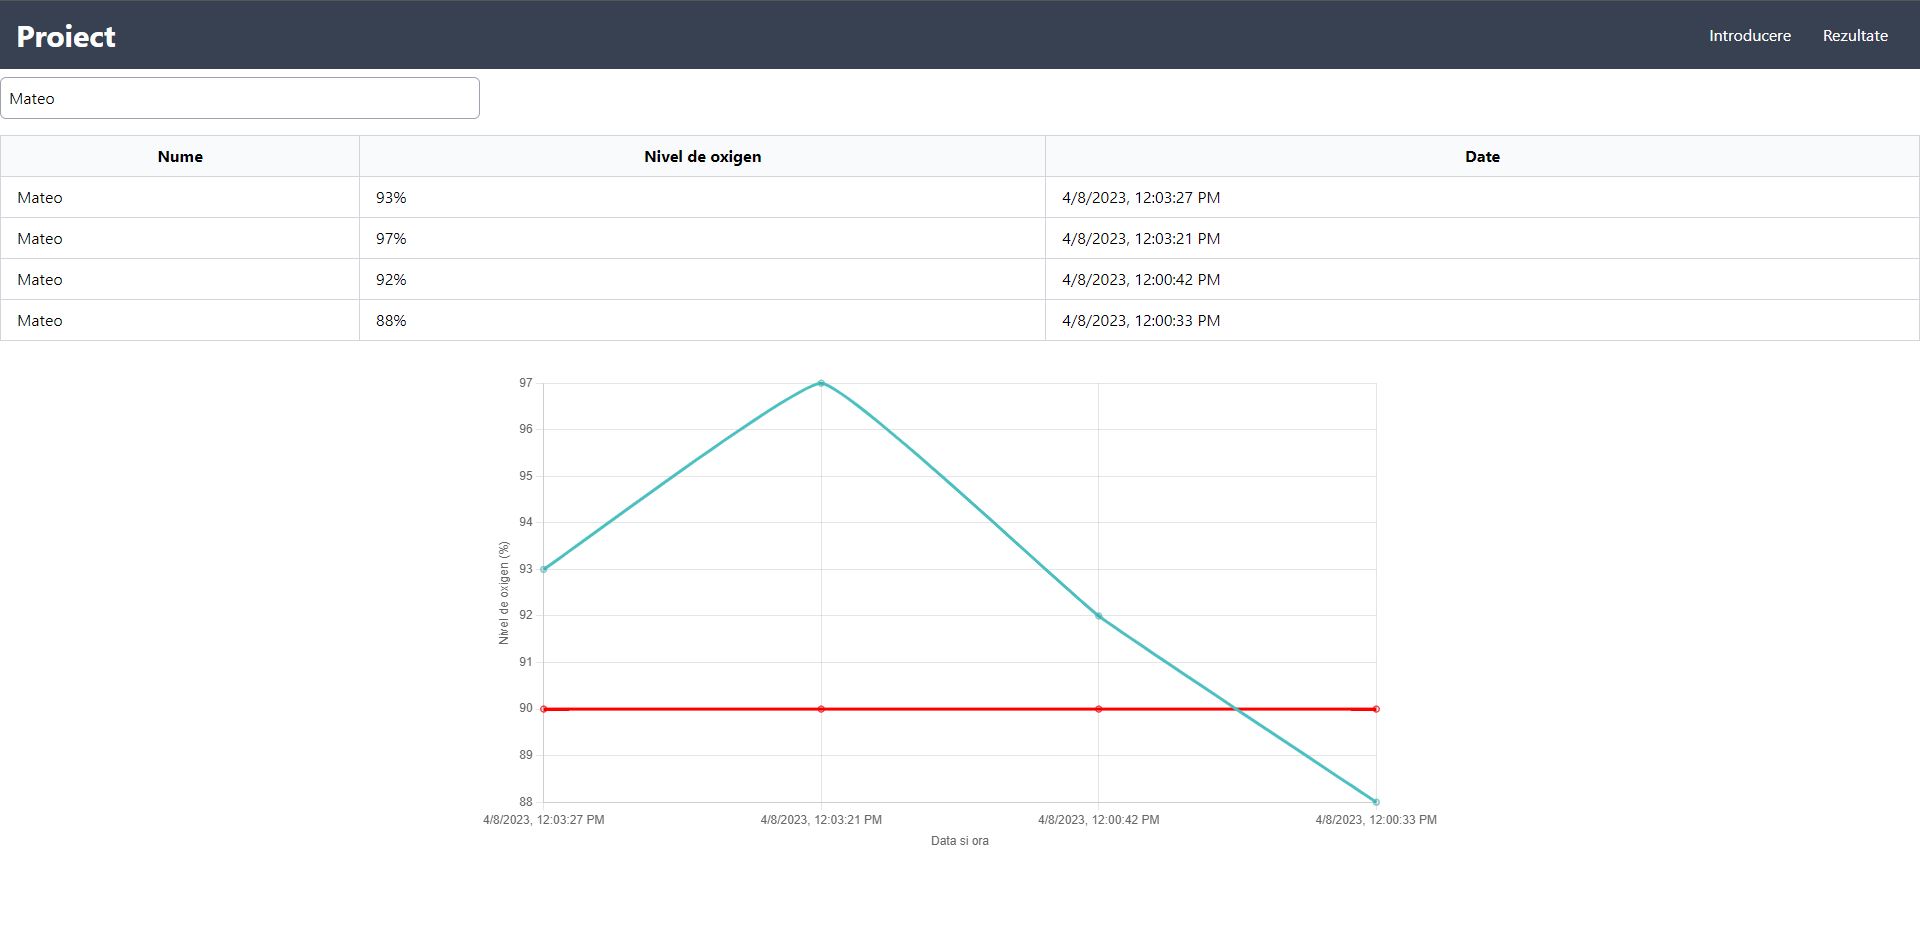 Proiect
Introducere Rezultate
Mateo
Nume Nivel de oxigen Date
Mateo 93% 4/8/2023, 12:03:27 PM
Mateo 97% 4/8/2023, 12:03:21 PM
Mateo 92% 4/8/2023, 12:00:42 PM
Mateo 88% 4/8/2023, 12:00:33 PM
Nivel de oxigen (%)
97
96
95
94
93
92
91
90
89
88
4/8/2023, 12:03:27 PM 4/8/2023, 12:03:21 PM 4/8/2023, 12:00:42 PM 4/8/2023, 12:00:33 PM
Data si ora